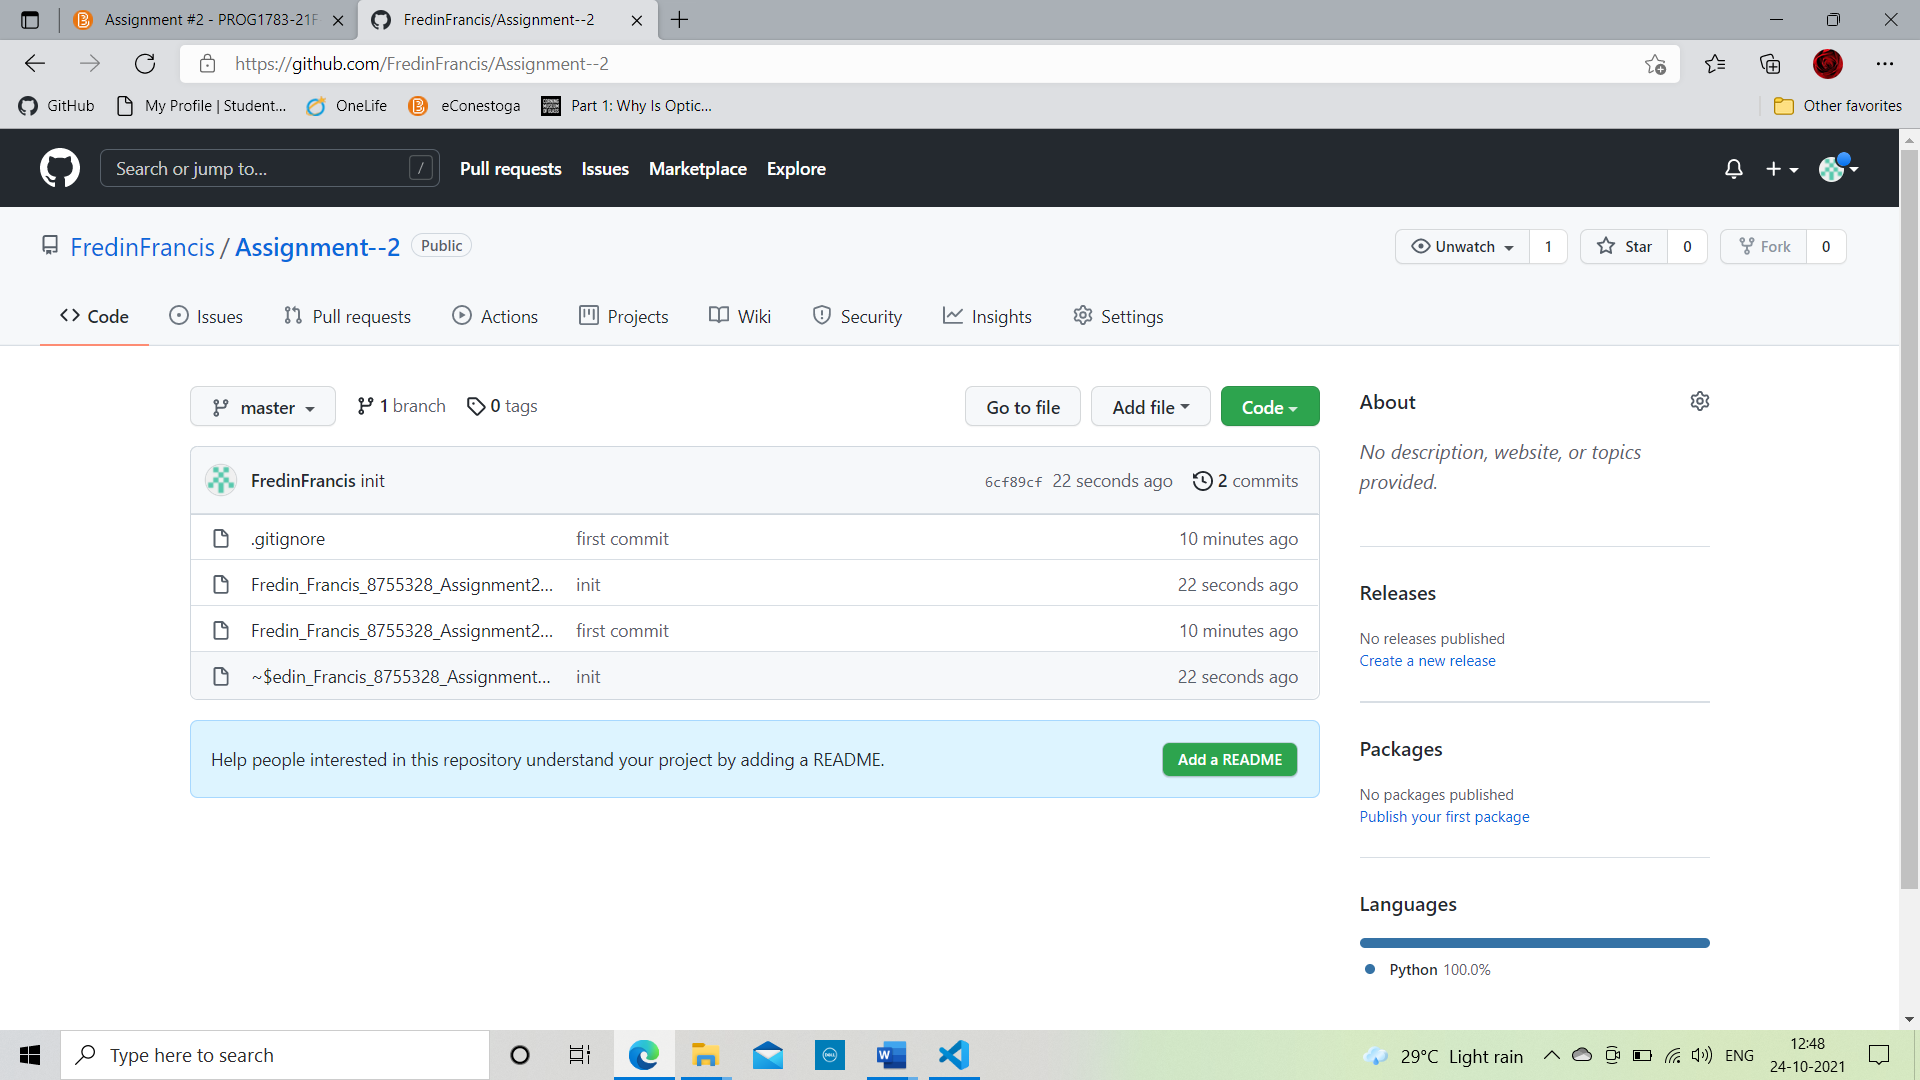 Assignment #2 - PROG1783-21F
FredinFrancis/Assignment--2
https://github.com/FredinFrancis/Assignment--2
GitHub
My Profile | Student...
OneLife
eConestoga
Part 1: Why Is Optic...
Other favorites
Search or jump to...
/
Pull requests
Issues
Marketplace
Explore
FredinFrancis / Assignment--2
Public
Unwatch
1
Star
0
Fork
0
Code
Issues
Pull requests
Actions
Projects
Wiki
Security
Insights
Settings
master
1 branch
0 tags
Go to file
Add file
Code
FredinFrancis init
6cf89cf 22 seconds ago
2 commits
.gitignore
first commit
10 minutes ago
Fredin_Francis_8755328_Assignment2...
init
22 seconds ago
Fredin_Francis_8755328_Assignment2...
first commit
10 minutes ago
~$edin_Francis_8755328_Assignment...
init
22 seconds ago
Help people interested in this repository understand your project by adding a README.
Add a README
About
No description, website, or topics
provided.
Releases
No releases published
Create a new release
Packages
No packages published
Publish your first package
Languages
Python 100.0%
Type here to search
DELL
W
29°C Light rain
ENG
12:48
24-10-2021